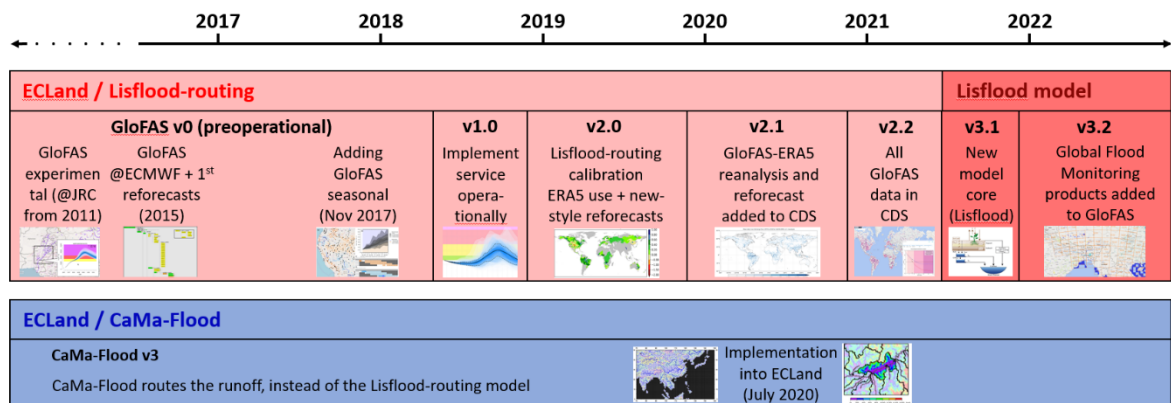 2017 2018 2019 2020 2021 2022
ECLand / Lisflood-routing
Lisflood model
GloFAS v0 (preoperational)
GloFAS
experimen
tal (@JRC
from 2011)
GloFAS
@ECMWF + 1st
reforecasts
(2015)
Adding
GloFAS
seasonal
(Nov 2017)
v1.0
Implement
service
opera-
tionally
v2.0
Lisflood-routing
calibration
ERA5 use + new-
style reforecasts
v2.1
GloFAS-ERA5
reanalysis and
reforecast
added to CDS
v2.2
All
GloFAS
data in
CDS
v3.1
New
model
core
(Lisflood)
v3.2
Global Flood
Monitoring
products added
to GloFAS
ECLand / CaMa-Flood
CaMa-Flood v3
CaMa-Flood routes the runoff, instead of the Lisflood-routing model
Implementation
into ECLand
(July 2020)